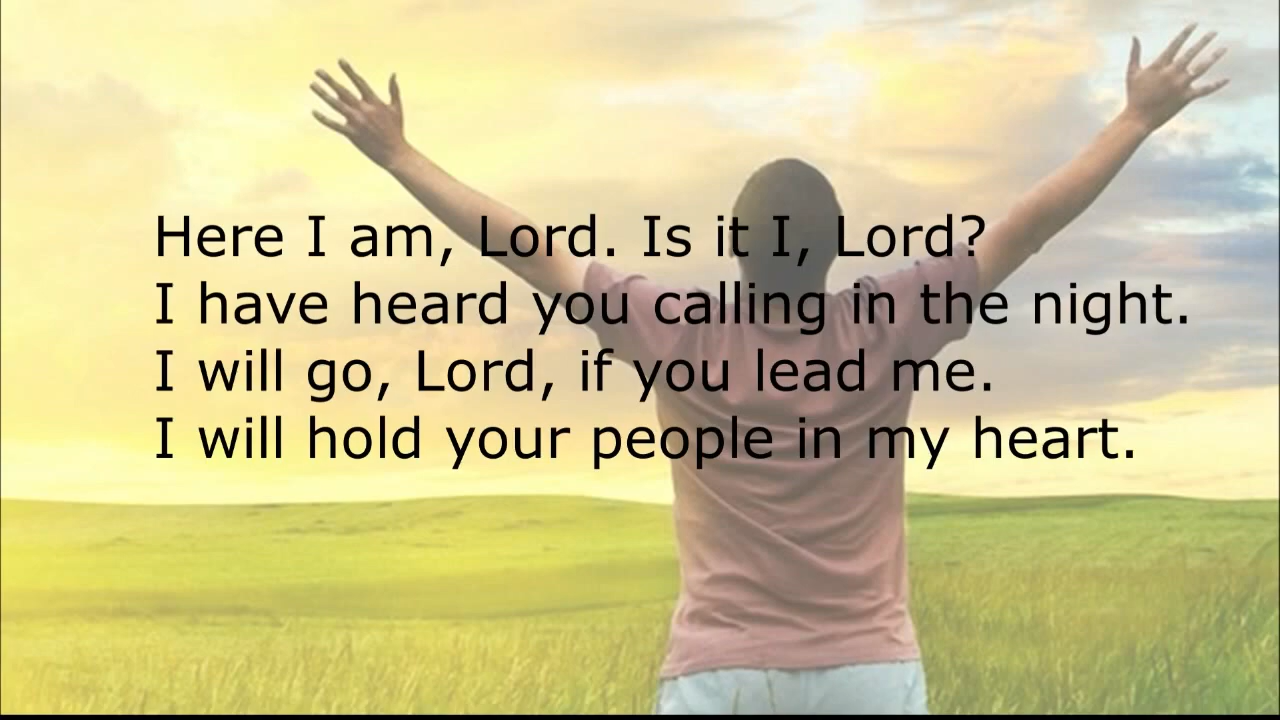 Here I am, Lord. Is it I, Lord?
I have heard you calling in the night.
I will go, Lord, if you lead me.
I will hold your people in my heart.